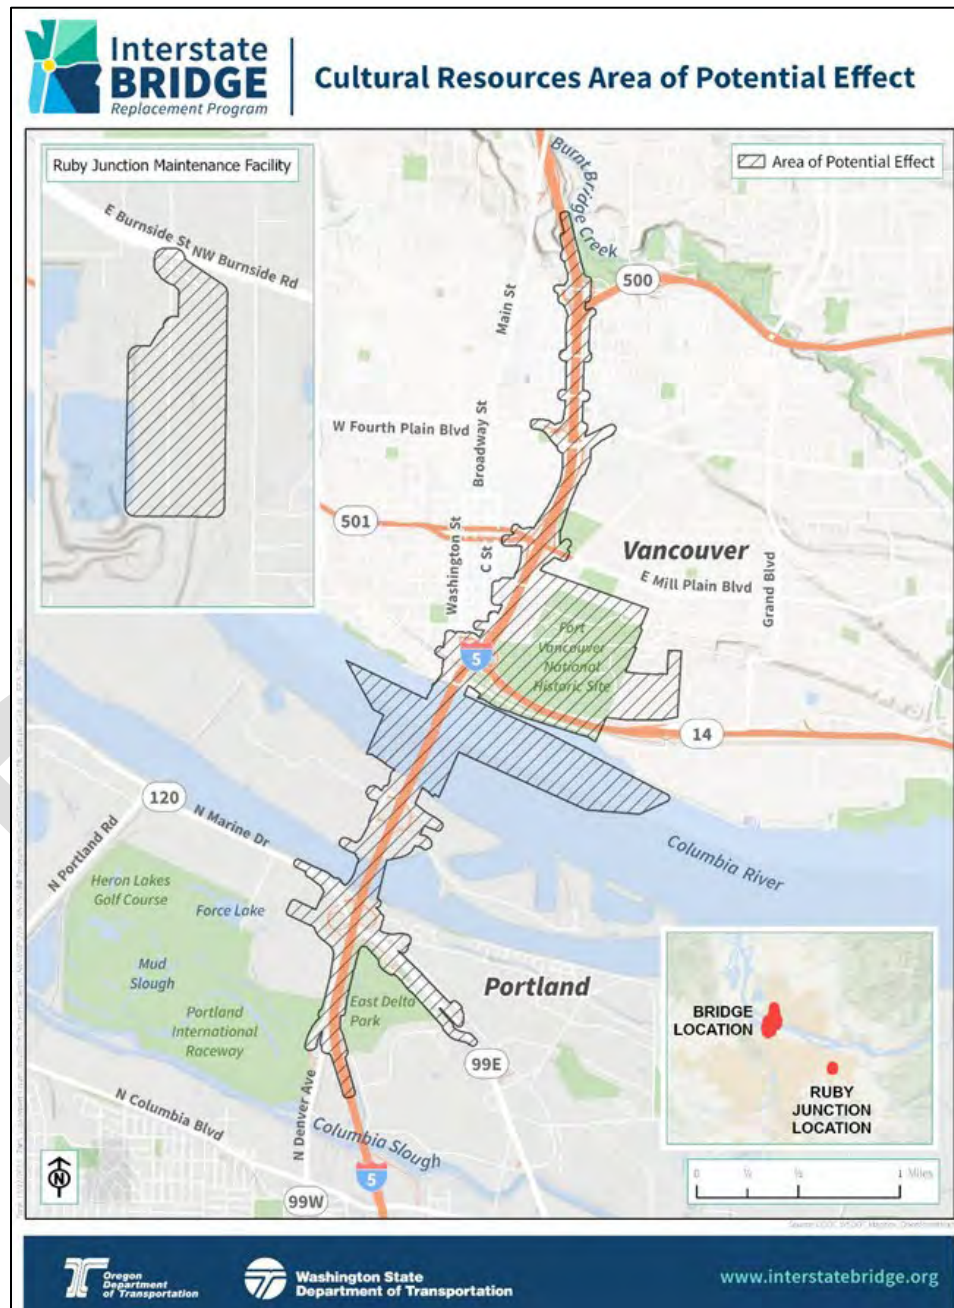 Interstate
BRIDGE
Replacement Program
Cultural Resources Area of Potential Effect
Ruby Junction Maintenance Facility
Area of Potential Effect
E Burnside St
NW Burnside Rd
Burnt Bridge Creek
500
Main St
W Fourth Plain Blvd
Broadway St
501
Washington St
C St
Vancouver
E Mill Plain Blvd
Grand Blvd
Fort
Vancouver
National
Historic Site
5
14
120
N Marine Dr
N Portland Rd
Columbia River
Heron Lakes
Golf Course
Force Lake
Mud
Slough
Portland
International
Raceway
East Delta
Park
Portland
99E
BRIDGE
LOCATION
RUBY
JUNCTION
LOCATION
N Columbia Blvd
N Denver Ave
Columbia Slough
5
99W
N
0 ¼ ½ 1 Miles
Oregon
Department
of Transportation
Washington State
Department of Transportation
www.interstatebridge.org